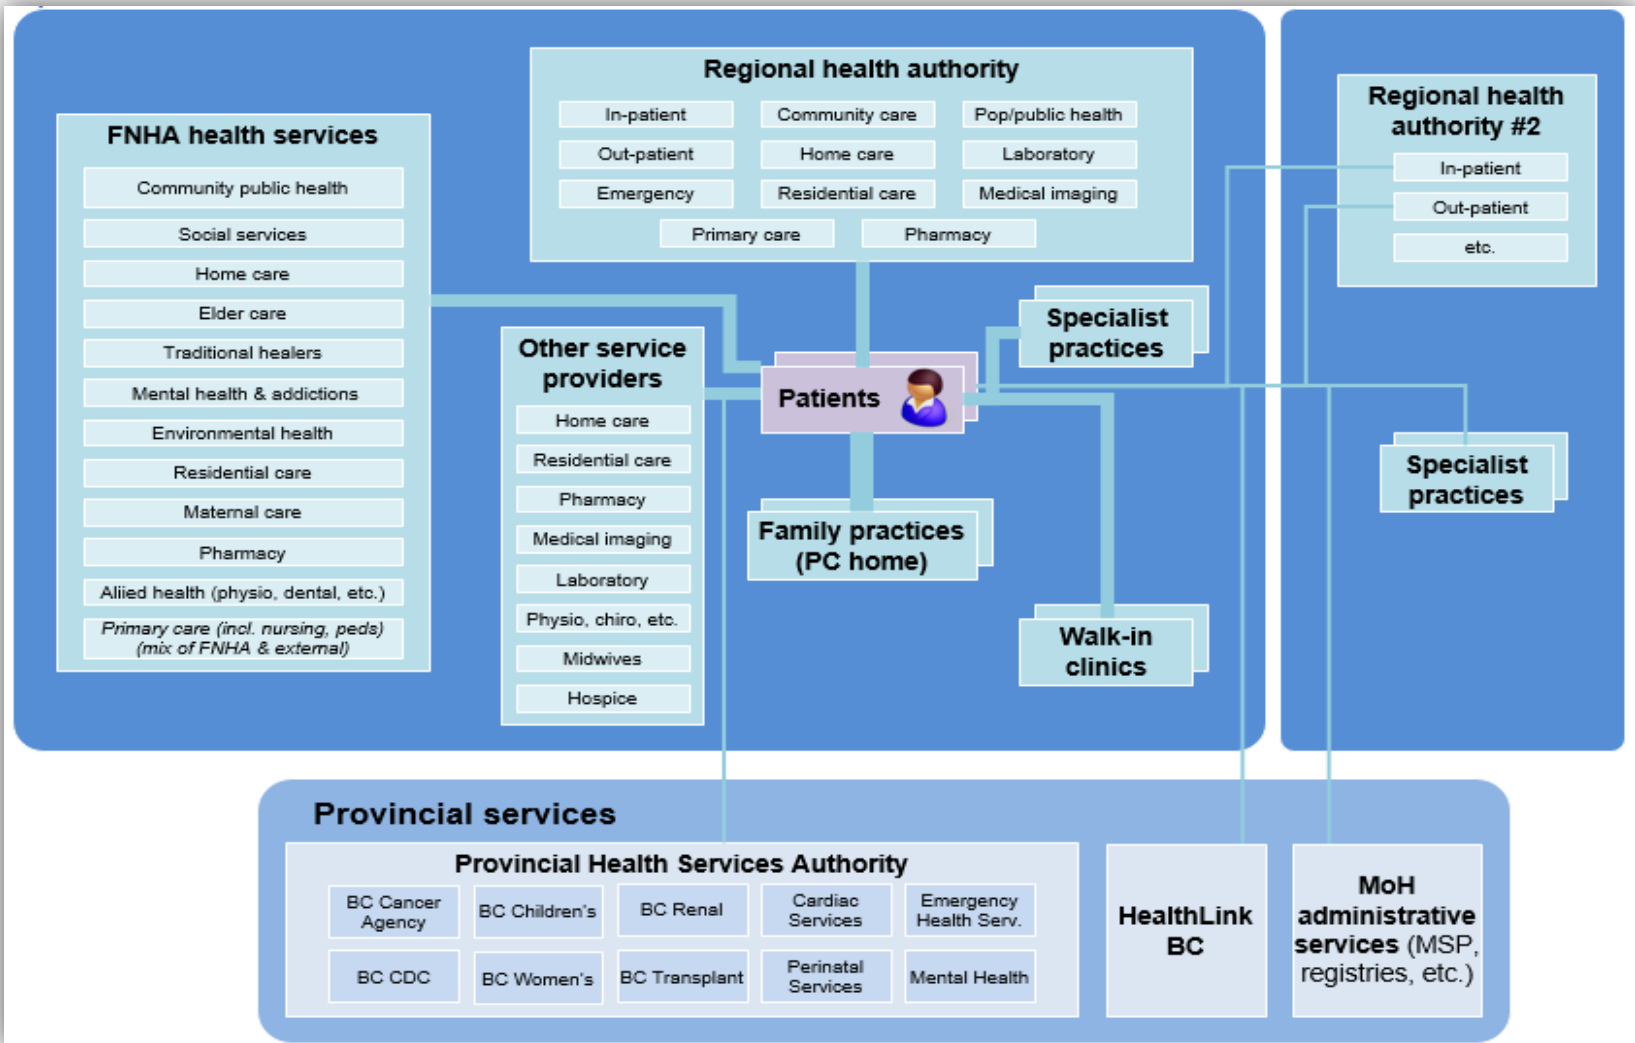 Regional health authority
In-patient
Community care
Pop/public health
Out-patient
Home care
Laboratory
Emergency
Residential care
Medical imaging
Primary care
Pharmacy
FNHA health services
Community public health
Social services
Home care
Elder care
Traditional healers
Mental health & addictions
Environmental health
Residential care
Maternal care
Pharmacy
Aliied health (physio, dental, etc.)
Primary care (incl. nursing, peds)
(mix of FNHA & external)
Other service
providers
Home care
Residential care
Pharmacy
Medical imaging
Laboratory
Physio, chiro, etc.
Midwives
Hospice
Patients
Family practices
(PC home)
Specialist
practices
Walk-in
clinics
Regional health
authority #2
In-patient
Out-patient
etc.
Specialist
practices
Provincial services
Provincial Health Services Authority
BC Cancer
Agency
BC Children's
BC Renal
Cardiac
Services
Emergency
Health Serv.
BC CDC
BC Women's
BC Transplant
Perinatal
Services
Mental Health
HealthLink
BC
MoH
administrative
services (MSP,
registries, etc.)